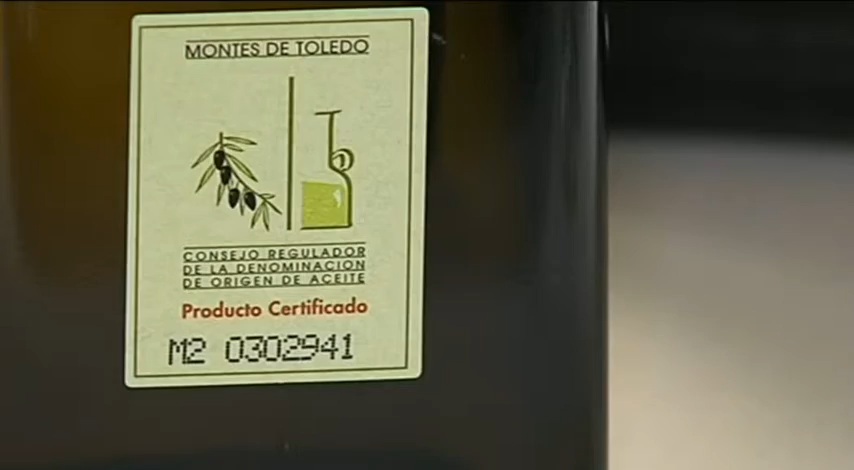 MONTES DE TOLEDO
CONSEJO REGULADOR
DE LA DENOMINACION
DE ORIGEN DE ACEITE
Producto Certificado
M2 0302941